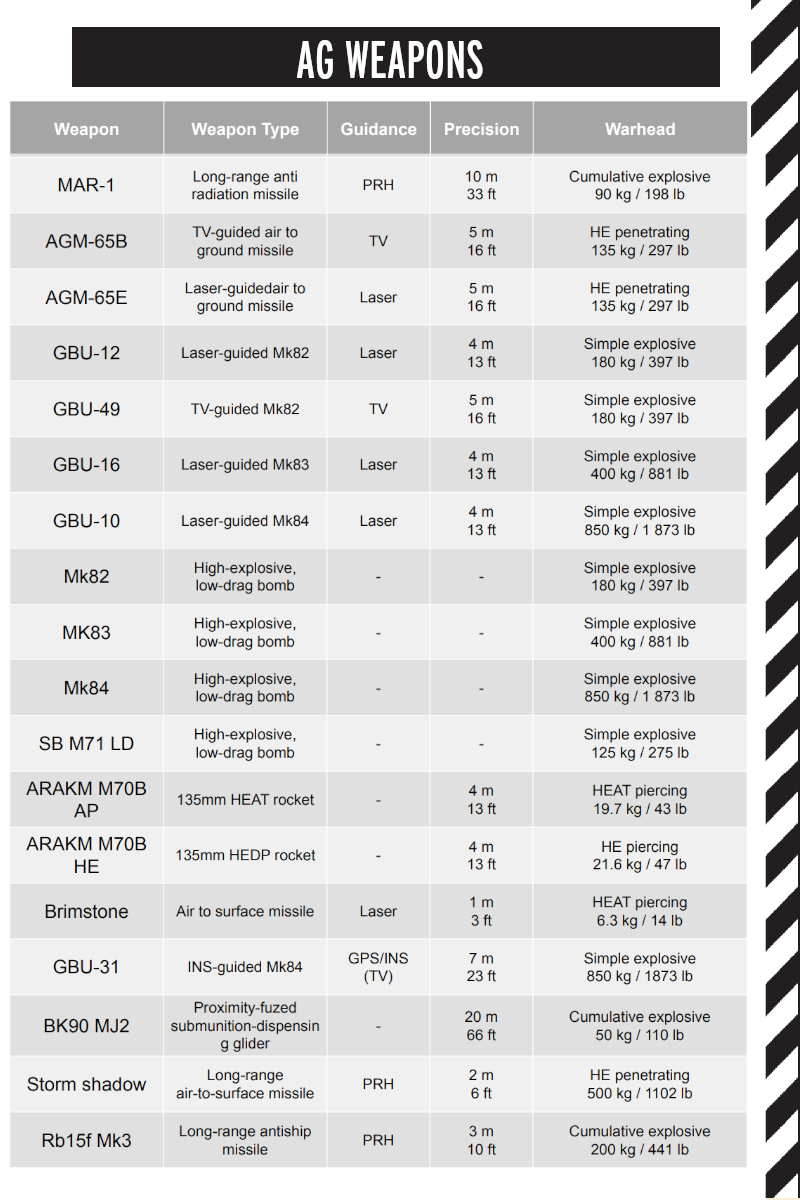 AG WEAPONS
Weapon Weapon Type Guidance Precision Warhead
MAR-1 Long-range anti radiation missile PRH 10 m 33 ft Cumulative explosive 90 kg / 198 lb
AGM-65B TV-guided air to ground missile TV 5 m 16 ft HE penetrating 135 kg / 297 lb
AGM-65E Laser-guidedair to ground missile Laser 5 m 16 ft HE penetrating 135 kg / 297 lb
GBU-12 Laser-guided Mk82 Laser 4 m 13 ft Simple explosive 180 kg / 397 lb
GBU-49 TV-guided Mk82 TV 5 m 16 ft Simple explosive 180 kg / 397 lb
GBU-16 Laser-guided Mk83 Laser 4 m 13 ft Simple explosive 400 kg / 881 lb
GBU-10 Laser-guided Mk84 Laser 4 m 13 ft Simple explosive 850 kg / 1 873 lb
Mk82 High-explosive, low-drag bomb - - Simple explosive 180 kg / 397 lb
MK83 High-explosive, low-drag bomb - - Simple explosive 400 kg / 881 lb
Mk84 High-explosive, low-drag bomb - - Simple explosive 850 kg / 1 873 lb
SB M71 LD High-explosive, low-drag bomb - - Simple explosive 125 kg / 275 lb
ARAKM M70B AP 135mm HEAT rocket - 4 m 13 ft HEAT piercing 19.7 kg / 43 lb
ARAKM M70B HE 135mm HEDP rocket - 4 m 13 ft HE piercing 21.6 kg / 47 lb
Brimstone Air to surface missile Laser 1 m 3 ft HEAT piercing 6.3 kg / 14 lb
GBU-31 INS-guided Mk84 GPS/INS (TV) 7 m 23 ft Simple explosive 850 kg / 1873 lb
BK90 MJ2 Proximity-fuzed submunition-dispensin g glider - 20 m 66 ft Cumulative explosive 50 kg / 110 lb
Storm shadow Long-range air-to-surface missile PRH 2 m 6 ft HE penetrating 500 kg / 1102 lb
Rb15f Mk3 Long-range antiship missile PRH 3 m 10 ft Cumulative explosive 200 kg / 441 lb